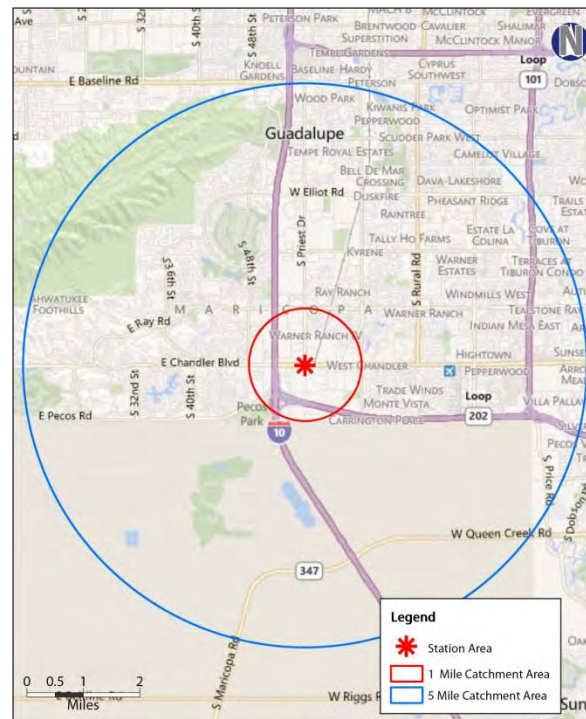 Ave
S 32nd St
S 40th St
S 48th St
PETERSON PARK
BRENTWOOD CAVALIER
SHALIMAR
SUPERSTITION
MCCLINTOCK MANOR
TEMPE GARDENS
N
E Baseline Rd
KNOELL GARDENS
BASELINE-HARDY
CYPRUS SOUTHWEST
Loop
101
PETERSEN
WOOD PARK
KIWANIS PARK
OPTIMIST PARK
PEPPERWOOD
Guadalupe
SCUDDER PARK WEST
TEMPE ROYAL ESTATES
CAMELOT VILLAGE
BELL DE MAR CROSSING
DAVA-LAKESHORE
W Elliot Rd
DUSKFIRE
PHEASANT RIDGE
RAINTREE
S Priest Dr
S 48th St
S 36th St
TALLY HO FARMS
ESTATE LA COLINA
COVE AT TIBURON
KYRENE
S Rural Rd
WARNER ESTATES
TERRACES AT TIBURON CONDO
AHWATUKEE FOOTHILLS
RAY RANCH
WINDMILLS WEST
MARICOPA
WARNER RANCH
TEALSTONE
E Ray Rd
WARNER RANCH IV
INDIAN MESA EAST
E Chandler Blvd
WEST CHANDLER
HIGHTOWN
SUNSET
PEPPERWOOD
S 32nd St
S 40th St
TRADE WINDS
Loop
E Pecos Rd
Pecos Park
MONTE VISTA
202
VILLA PALLAV
CARRINGTON PLACE
10
S Price Rd
S Dobson
W Queen Creek Rd
347
S Maricopa Rd
W Riggs R
Sun
Legend
Station Area
1 Mile Catchment Area
5 Mile Catchment Area
0 0.5 1 2
Miles